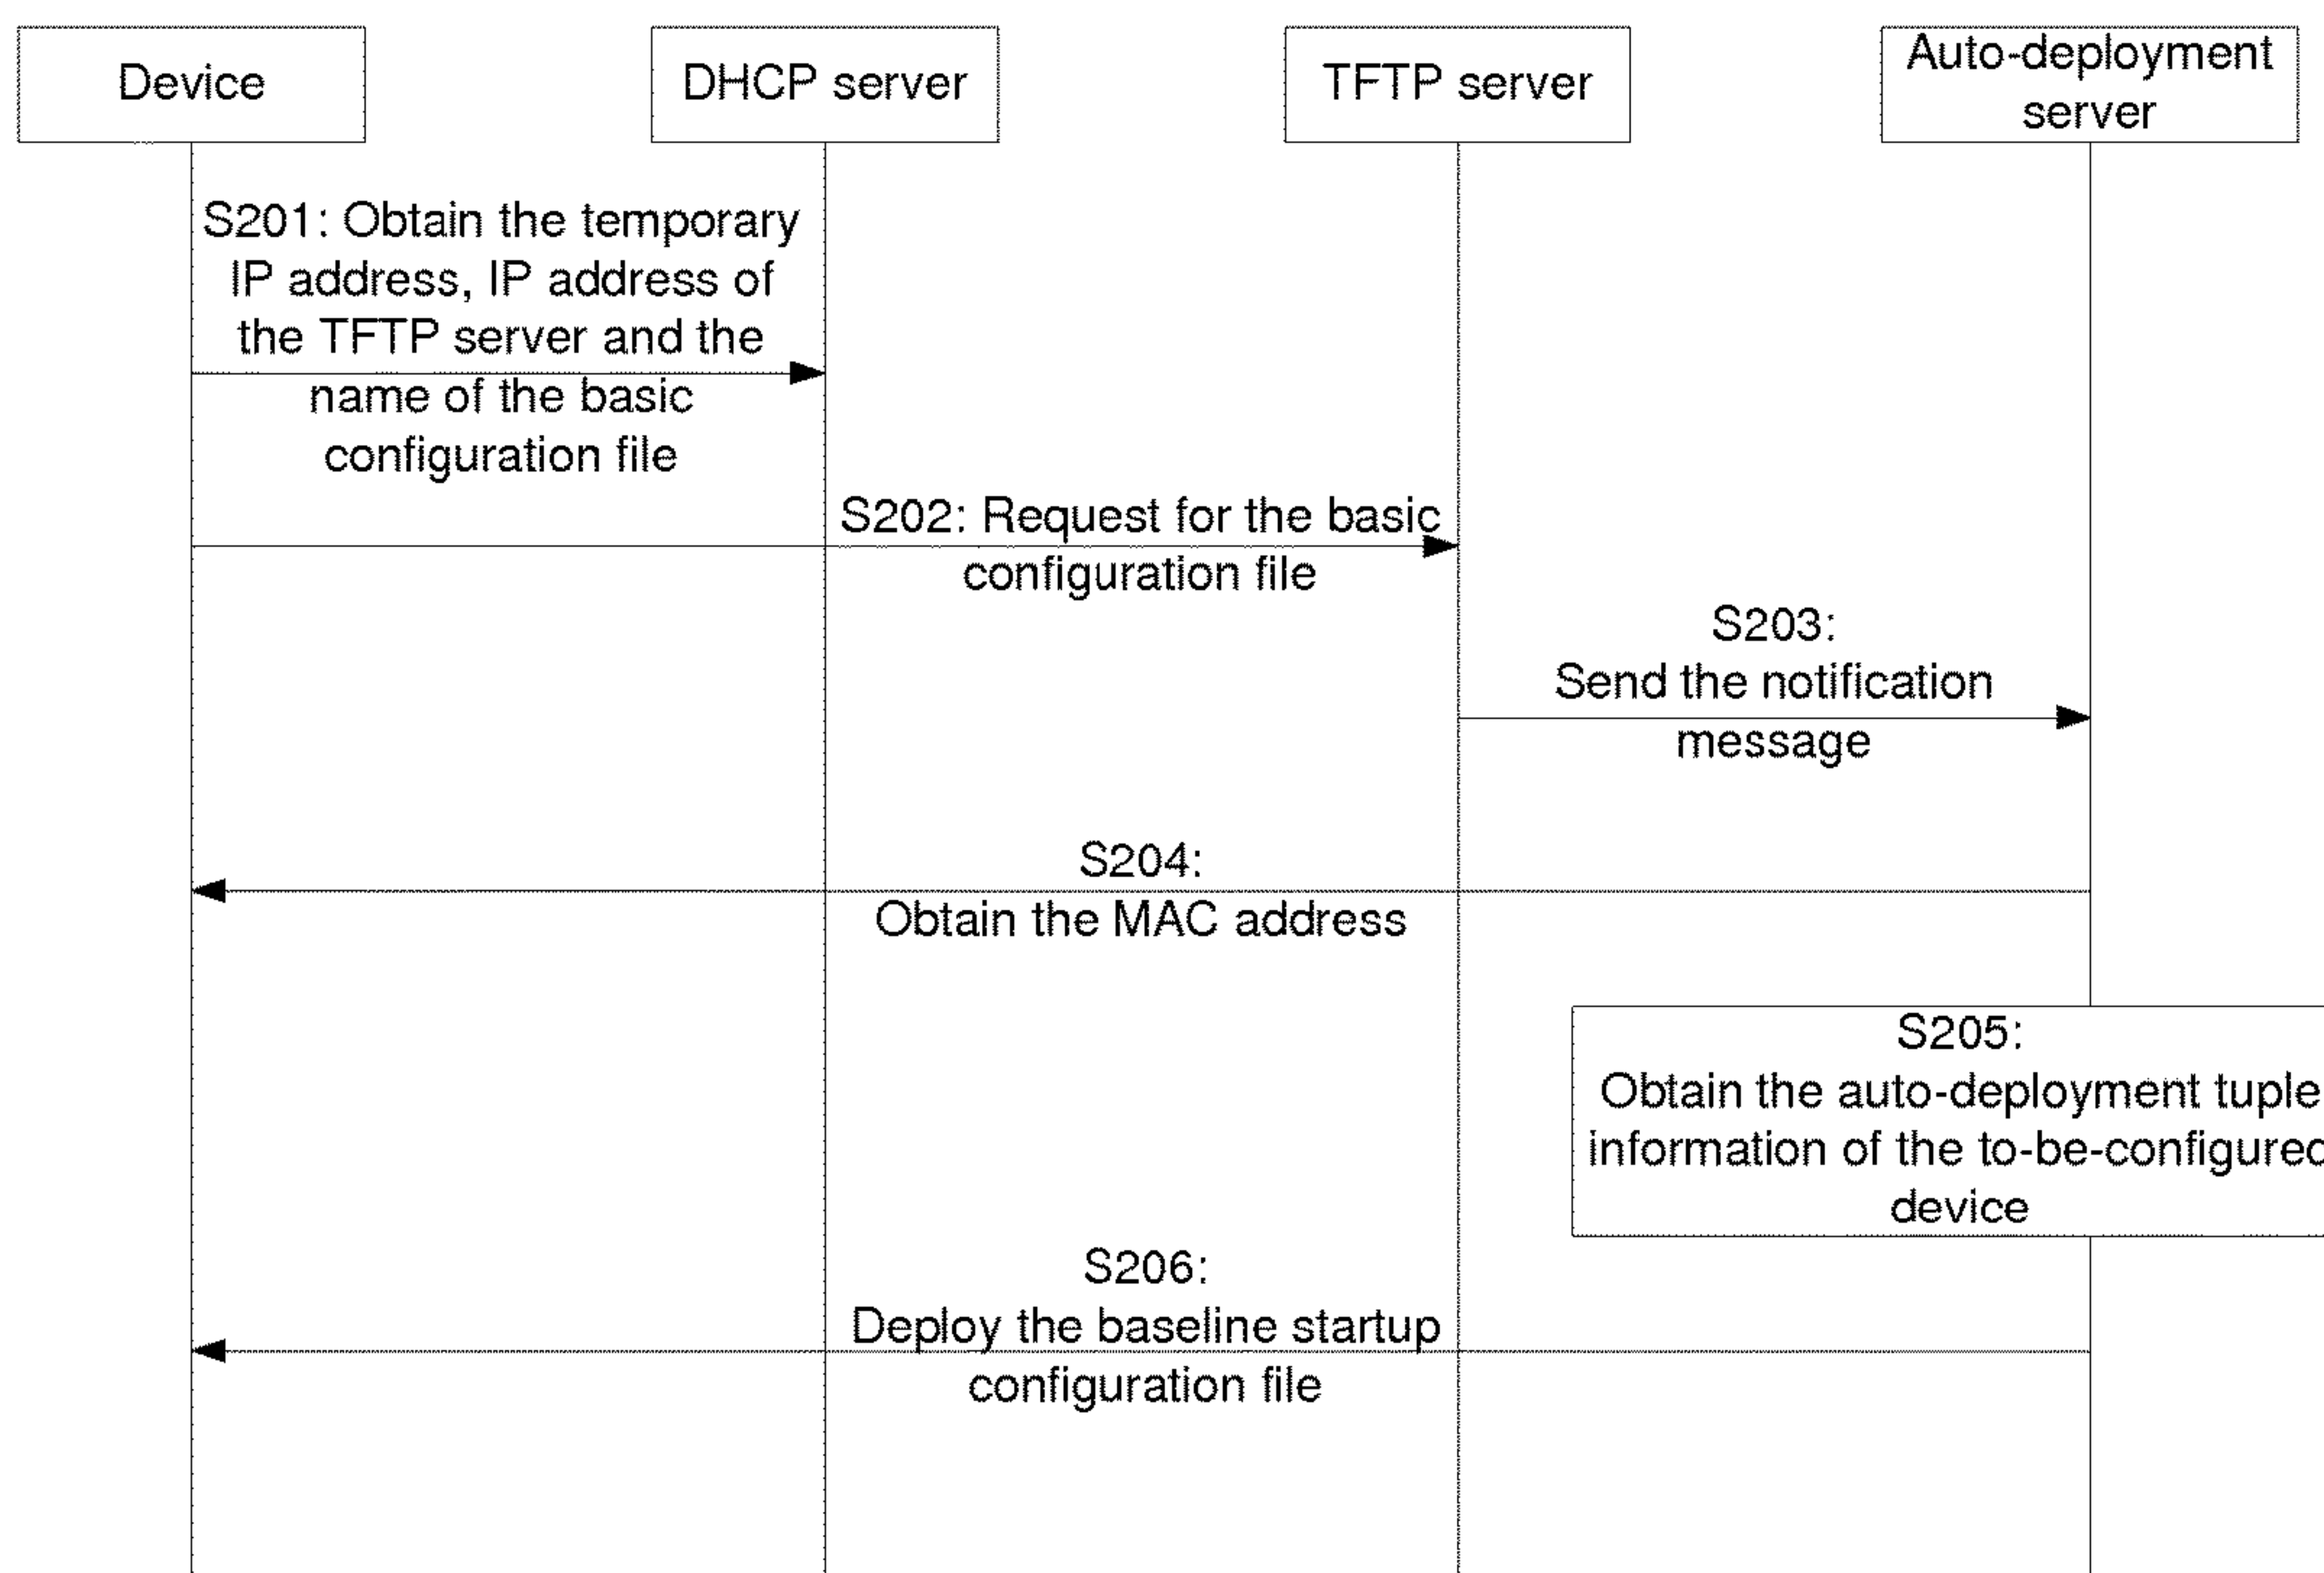 Device
DHCP server
TFTP server
Auto-deployment
server
S201: Obtain the temporary
IP address, IP address of
the TFTP server and the
name of the basic
configuration file
S202: Request for the basic
configuration file
S203:
Send the notification
message
S204:
Obtain the MAC address
S205:
Obtain the auto-deployment tuple
information of the to-be-configured
device
S206:
Deploy the baseline startup
configuration file